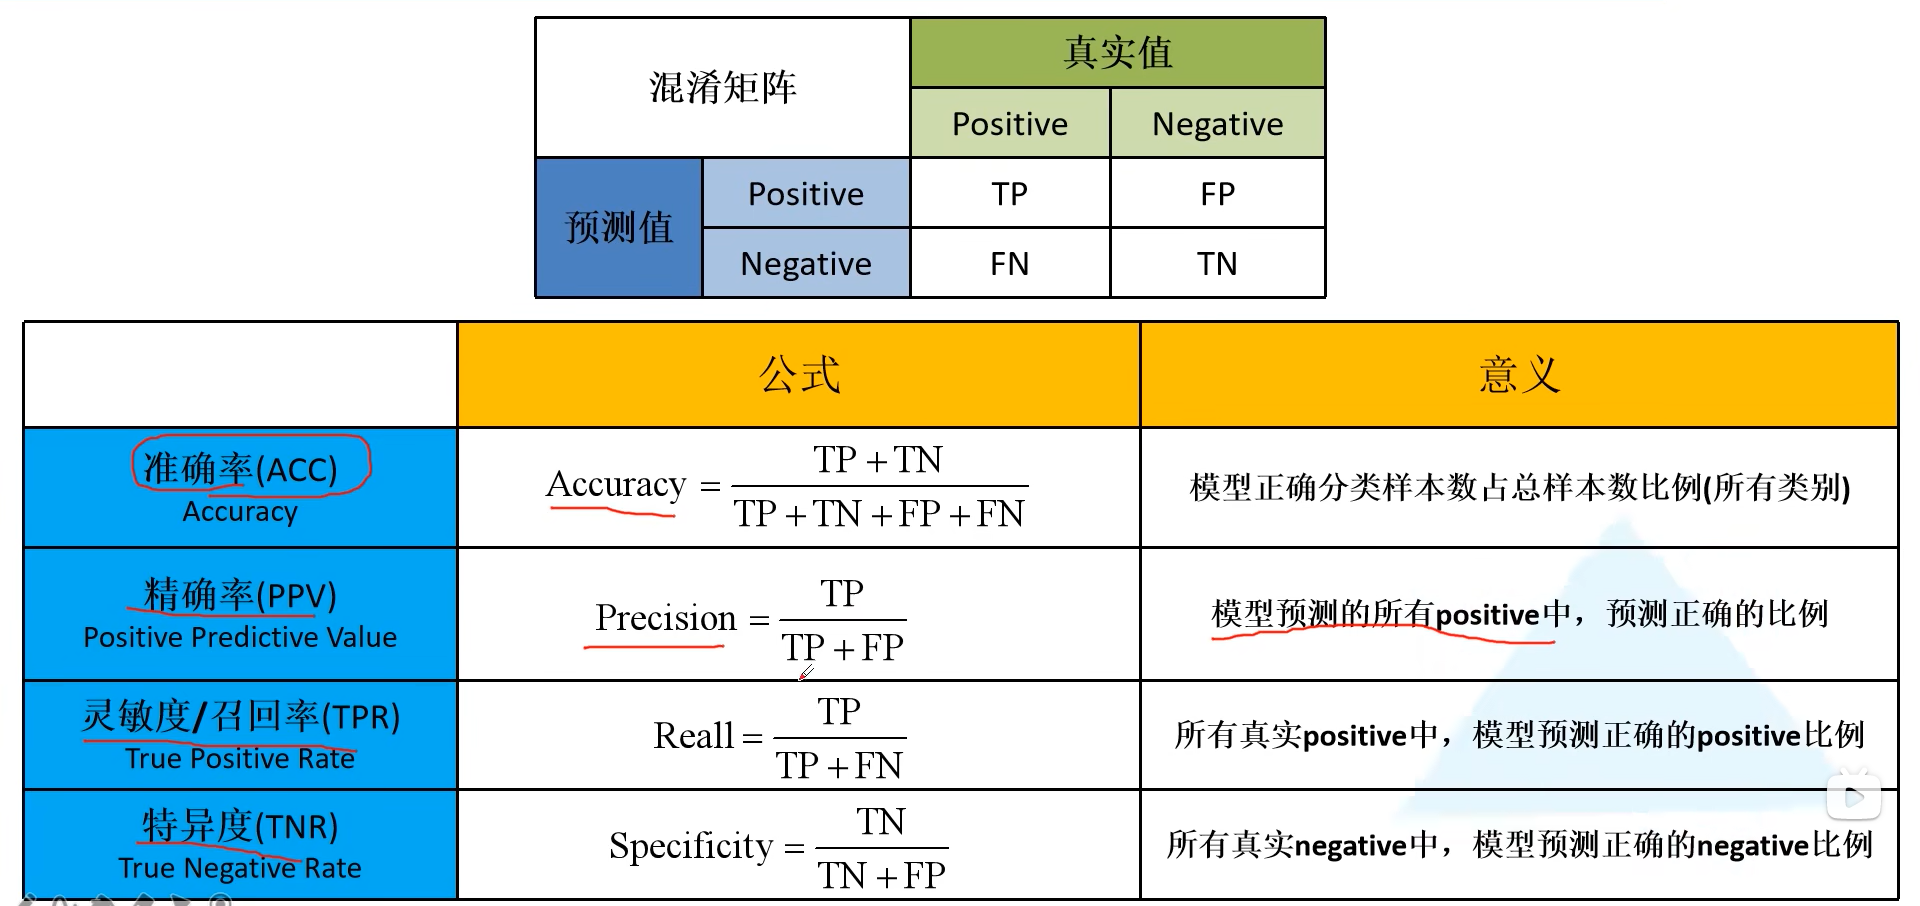 混淆矩阵
真实值
Positive Negative
预测值
Positive TP FP
Negative FN TN
公式 意义
准确率(ACC)
Accuracy
Accuracy = (TP + TN) / (TP + TN + FP + FN)
模型正确分类样本数占总样本数比例(所有类别)
精确率(PPV)
Positive Predictive Value
Precision = TP / (TP + FP)
模型预测的所有positive中，预测正确的比例
灵敏度/召回率(TPR)
True Positive Rate
Reall = TP / (TP + FN)
所有真实positive中，模型预测正确的positive比例
特异度(TNR)
True Negative Rate
Specificity = TN / (TN + FP)
所有真实negative中，模型预测正确的negative比例